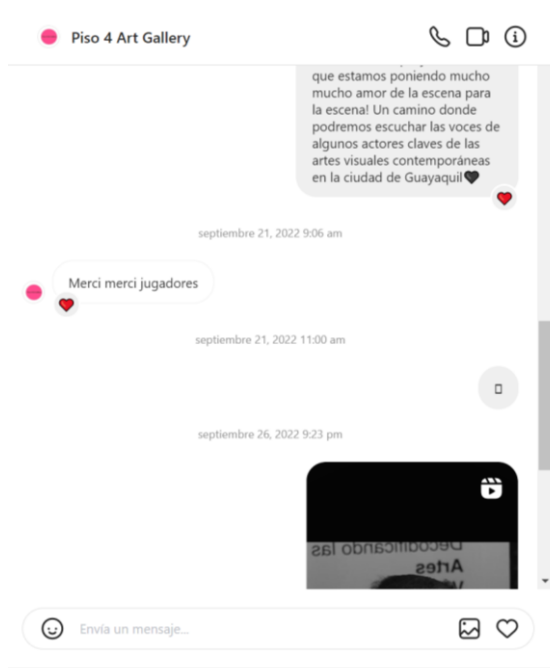 Piso 4 Art Gallery
que estamos poniendo mucho
mucho amor de la escena para
la escena! Un camino donde
podremos escuchar las voces de
algunos actores claves de las
artes visuales contemporáneas
en la ciudad de Guayaquil🖤
septiembre 21, 2022 9:06 am
Merci merci jugadores
septiembre 21, 2022 11:00 am
septiembre 26, 2022 9:23 pm
Decodificando las
Artes
Envía un mensaje...